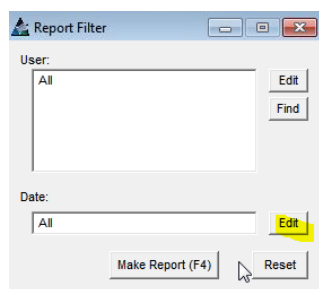 Report Filter
User:
All
Edit
Find
Date:
All
Edit
Make Report (F4)
Reset